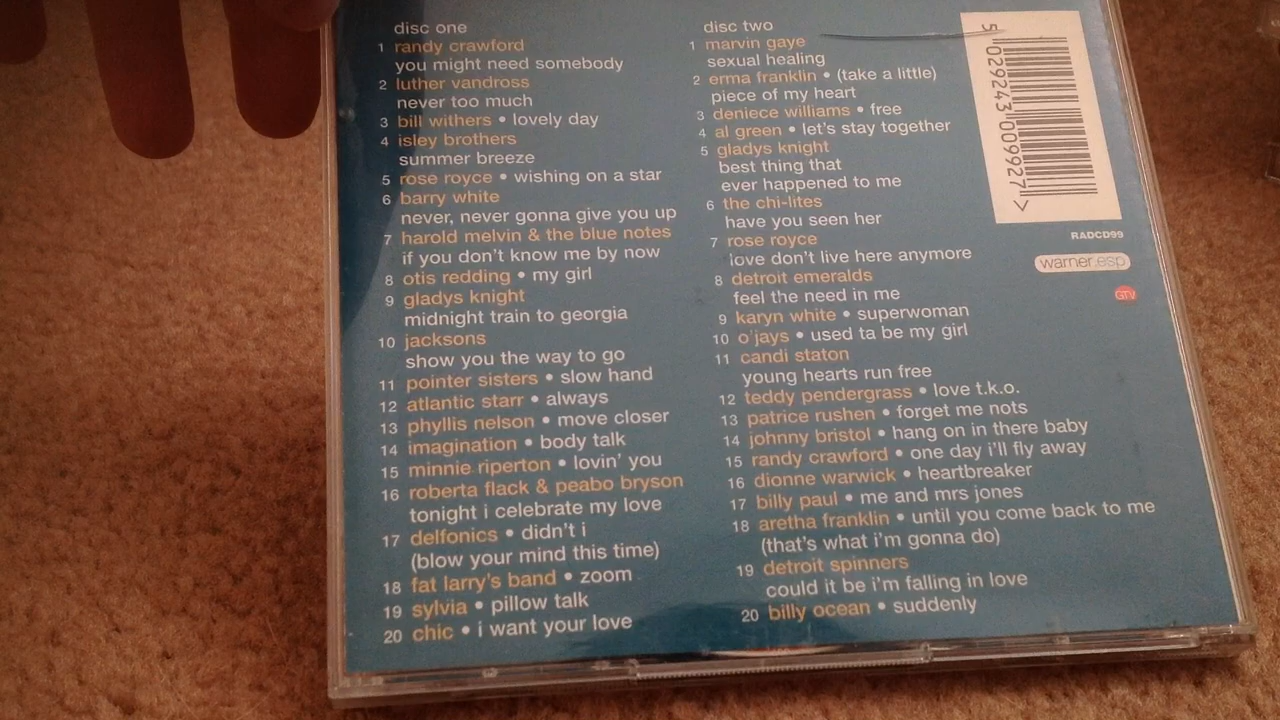 disc one
1 randy crawford
you might need somebody
2 luther vandross
never too much
3 bill withers • lovely day
4 isley brothers
summer breeze
5 rose royce • wishing on a star
6 barry white
never, never gonna give you up
7 harold melvin & the blue notes
if you don't know me by now
8 otis redding • my girl
9 gladys knight
midnight train to georgia
10 jacksons
show you the way to go
11 pointer sisters • slow hand
12 atlantic starr • always
13 phyllis nelson • move closer
14 imagination • body talk
15 minnie riperton • lovin' you
16 roberta flack & peabo bryson
tonight i celebrate my love
17 delfonics • didn't i
(blow your mind this time)
18 fat larry's band • zoom
19 sylvia • pillow talk
20 chic • i want your love
disc two
1 marvin gaye
sexual healing
2 erma franklin • (take a little)
piece of my heart
3 deniece williams • free
4 al green • let's stay together
5 gladys knight
best thing that
ever happened to me
6 the chi-lites
have you seen her
7 rose royce
love don't live here anymore
8 detroit emeralds
feel the need in me
9 karyn white • superwoman
10 o'jays • used ta be my girl
11 candi staton
young hearts run free
12 teddy pendergrass • love t.k.o.
13 patrice rushen • forget me nots
14 johnny bristol • hang on in there baby
15 randy crawford • one day i'll fly away
16 dionne warwick • heartbreaker
17 billy paul • me and mrs jones
18 aretha franklin • until you come back to me
(that's what i'm gonna do)
19 detroit spinners
could it be i'm falling in love
20 billy ocean • suddenly
5 029243 009927 >
RADCD99
warner.esp
GTV